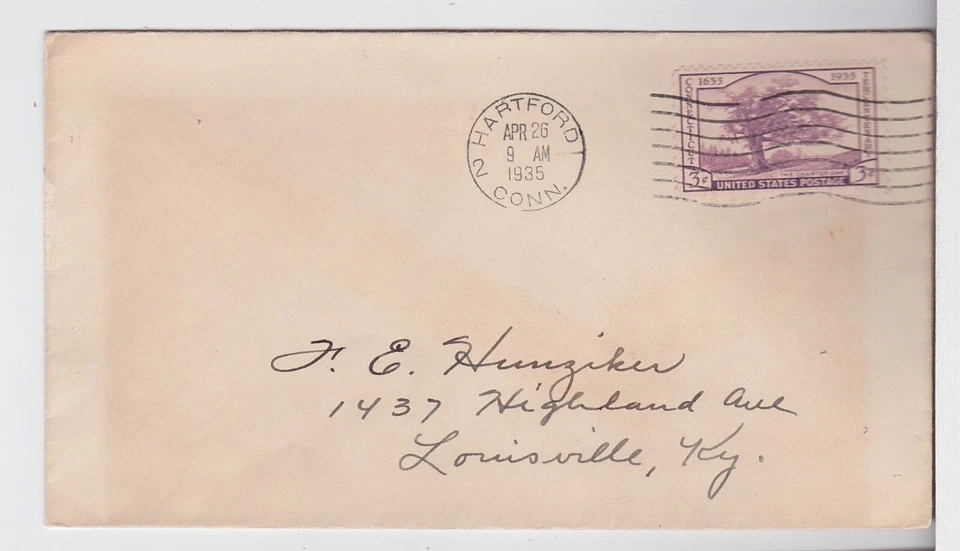 HARTFORD
APR 26
9 AM
1935
2 CONN.
1635 1935
CONNECTICUT
TERCENTENARY
THE CHARTER OAK
3¢ UNITED STATES POSTAGE 3¢
F. E. Hunziker
1437 Highland Ave
Louisville, Ky.